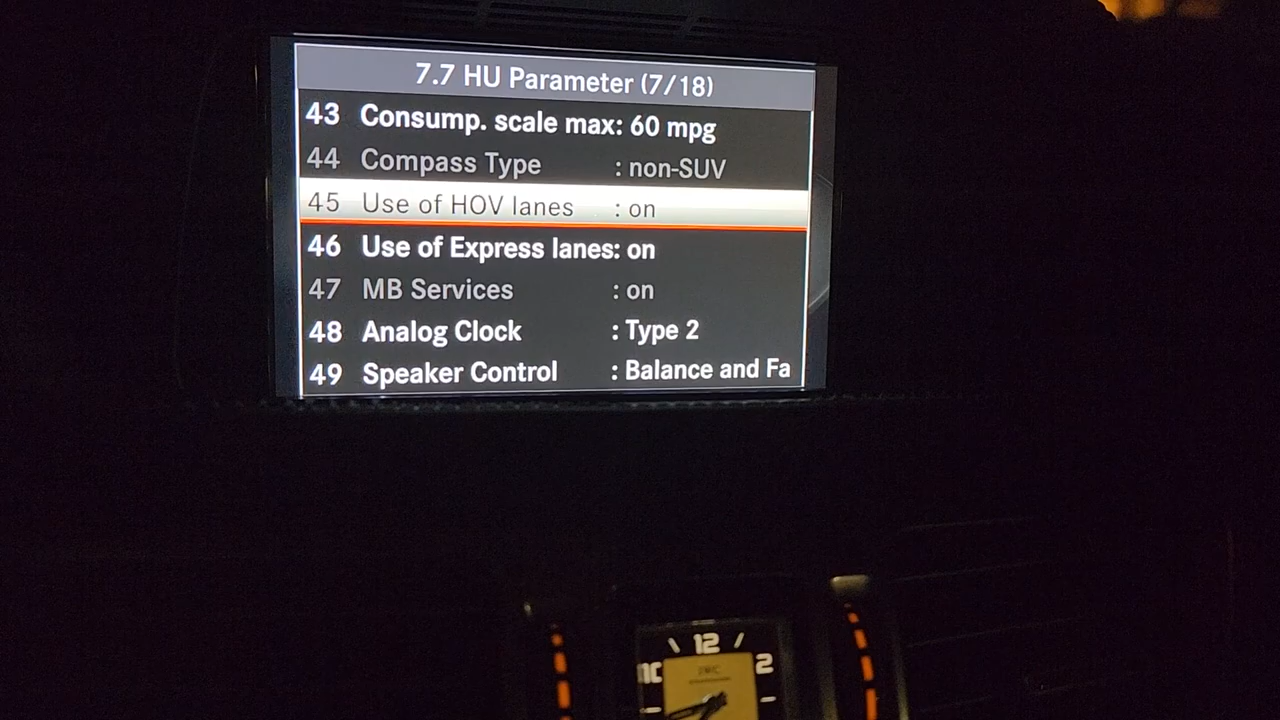 7.7 HU Parameter (7/18)
43 Consump. scale max: 60 mpg
44 Compass Type : non-SUV
45 Use of HOV lanes : on
46 Use of Express lanes: on
47 MB Services : on
48 Analog Clock : Type 2
49 Speaker Control : Balance and Fa
12
2
IWC